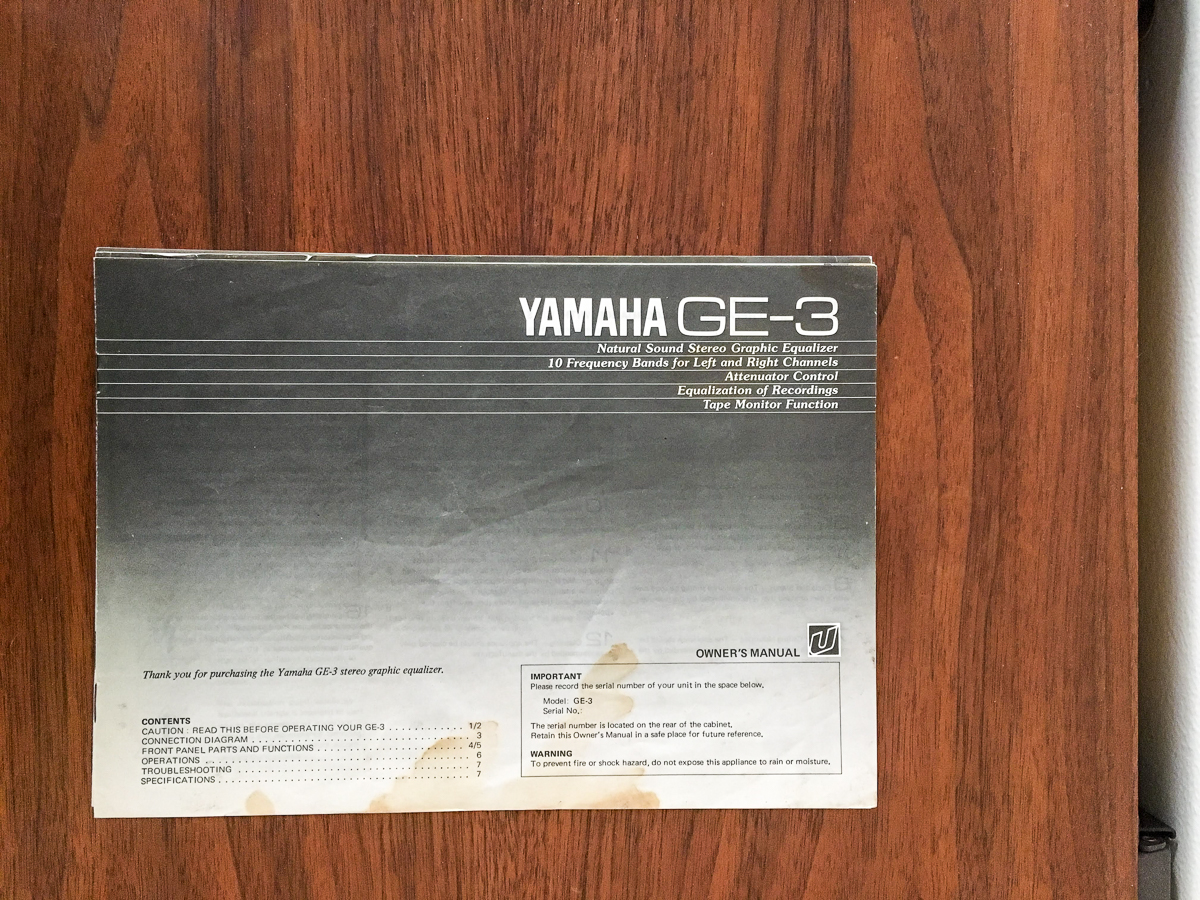 YAMAHA GE-3
Natural Sound Stereo Graphic Equalizer
10 Frequency Bands for Left and Right Channels
Attenuator Control
Equalization of Recordings
Tape Monitor Function
OWNER'S MANUAL
Thank you for purchasing the Yamaha GE-3 stereo graphic equalizer.
CONTENTS
CAUTION : READ THIS BEFORE OPERATING YOUR GE-3 . . . . . . . . . . 1/2
CONNECTION DIAGRAM . . . . . . . . . . . . . . . . . . . . . . . . . . . . . . . 3
FRONT PANEL PARTS AND FUNCTIONS . . . . . . . . . . . . . . . . . . . . 4/5
OPERATIONS . . . . . . . . . . . . . . . . . . . . . . . . . . . . . . . . . . . . . 6
TROUBLESHOOTING . . . . . . . . . . . . . . . . . . . . . . . . . . . . . . . . . 7
SPECIFICATIONS . . . . . . . . . . . . . . . . . . . . . . . . . . . . . . . . . . . 7
IMPORTANT
Please record the serial number of your unit in the space below.
Model: GE-3
Serial No.:
The serial number is located on the rear of the cabinet.
Retain this Owner's Manual in a safe place for future reference.
WARNING
To prevent fire or shock hazard, do not expose this appliance to rain or moisture.